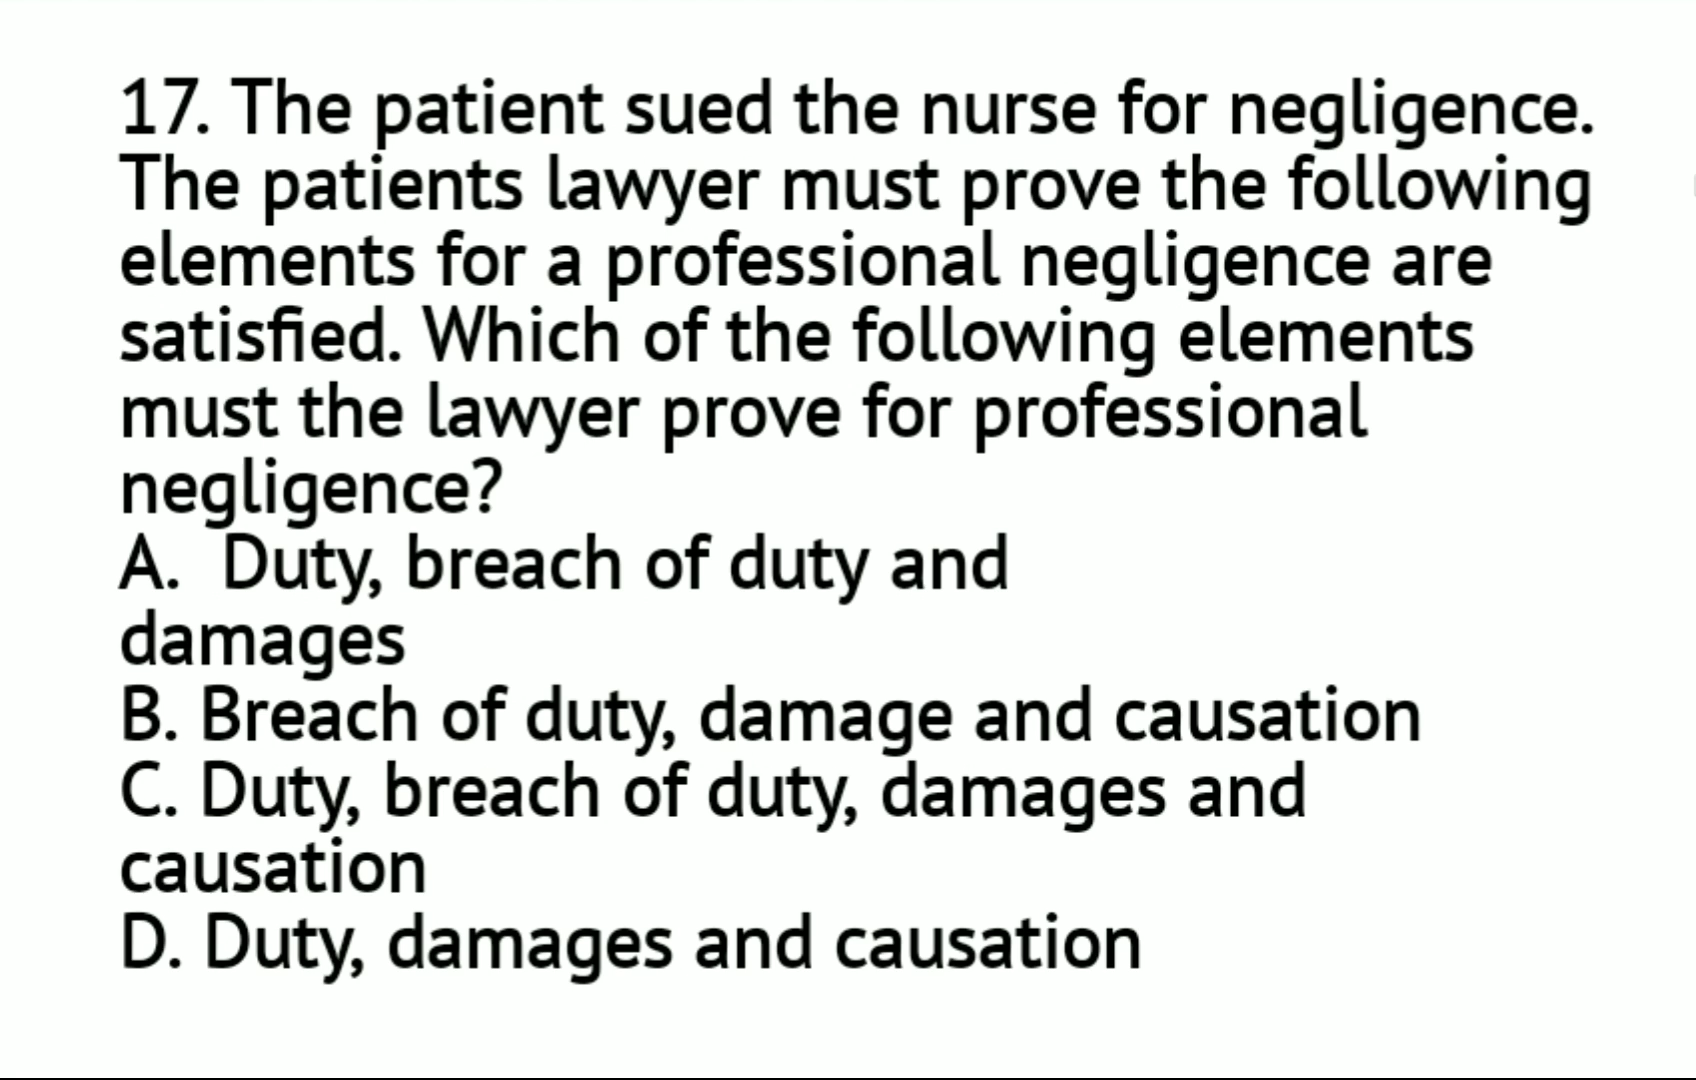 17. The patient sued the nurse for negligence.
The patients lawyer must prove the following
elements for a professional negligence are
satisfied. Which of the following elements
must the lawyer prove for professional
negligence?
A.  Duty, breach of duty and
damages
B. Breach of duty, damage and causation
C. Duty, breach of duty, damages and
causation
D. Duty, damages and causation